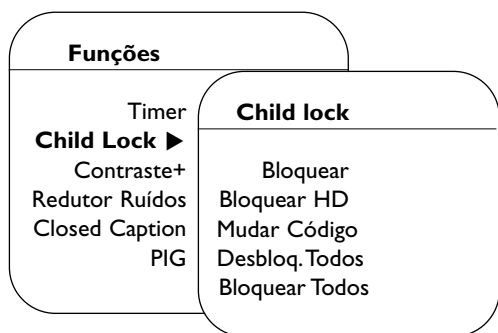 Funções
Timer
Child Lock ▶
Contraste+
Redutor Ruídos
Closed Caption
PIG
Child lock
Bloquear
Bloquear HD
Mudar Código
Desbloq.Todos
Bloquear Todos